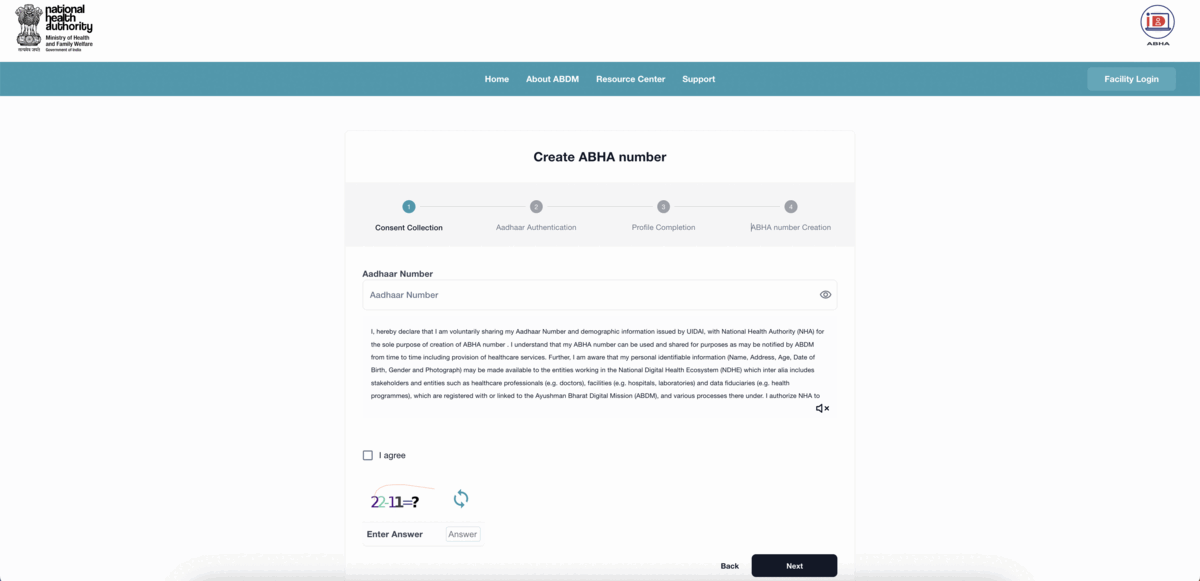 national
health
authority
Ministry of Health
and Family Welfare
Government of India
ABHA
Home About ABDM Resource Center Support Facility Login
Create ABHA number
1 2 3 4
Consent Collection Aadhaar Authentication Profile Completion ABHA number Creation
Aadhaar Number
Aadhaar Number
I, hereby declare that I am voluntarily sharing my Aadhaar Number and demographic information issued by UIDAI, with National Health Authority (NHA) for
the sole purpose of creation of ABHA number . I understand that my ABHA number can be used and shared for purposes as may be notified by ABDM
from time to time including provision of healthcare services. Further, I am aware that my personal identifiable information (Name, Address, Age, Date of
Birth, Gender and Photograph) may be made available to the entities working in the National Digital Health Ecosystem (NDHE) which inter alia includes
stakeholders and entities such as healthcare professionals (e.g. doctors), facilities (e.g. hospitals, laboratories) and data fiduciaries (e.g. health
programmes), which are registered with or linked to the Ayushman Bharat Digital Mission (ABDM), and various processes there under. I authorize NHA to
I agree
22-11=?
Enter Answer Answer
Back Next